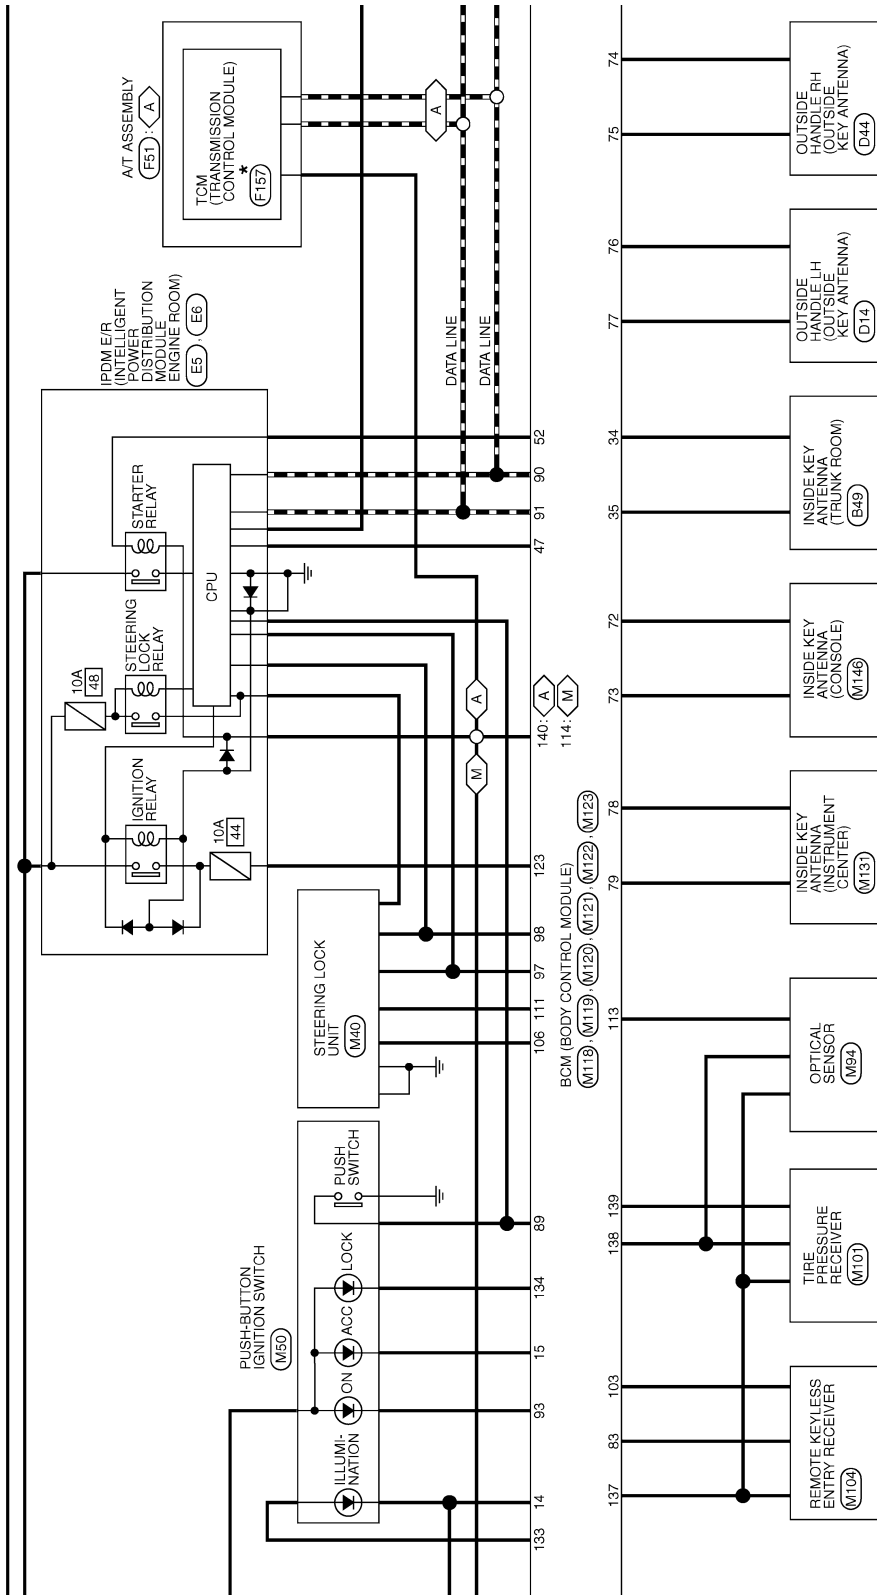 A/T ASSEMBLY
F51 : A
TCM
(TRANSMISSION
CONTROL MODULE)
*
F157
A
IPDM E/R
(INTELLIGENT
POWER
DISTRIBUTION
MODULE
ENGINE ROOM)
E5 , E6
DATA LINE
DATA LINE
STARTER
RELAY
CPU
STEERING
LOCK
RELAY
10A
48
IGNITION
RELAY
10A
44
A
M
STEERING LOCK
UNIT
M40
PUSH-BUTTON
IGNITION SWITCH
M50
PUSH
SWITCH
LOCK
ACC
ON
ILLUMI-
NATION
52
90
91
47
140: A
114: M
123
98
97
111
106
89
134
15
93
14
133
BCM (BODY CONTROL MODULE)
M118 , M119 , M120 , M121 , M122 , M123
74
75
76
77
34
35
72
73
78
79
113
139
138
103
83
137
OUTSIDE
HANDLE RH
(OUTSIDE
KEY ANTENNA)
D44
OUTSIDE
HANDLE LH
(OUTSIDE
KEY ANTENNA)
D14
INSIDE KEY
ANTENNA
(TRUNK ROOM)
B49
INSIDE KEY
ANTENNA
(CONSOLE)
M146
INSIDE KEY
ANTENNA
(INSTRUMENT
CENTER)
M131
OPTICAL
SENSOR
M94
TIRE
PRESSURE
RECEIVER
M101
REMOTE KEYLESS
ENTRY RECEIVER
M104